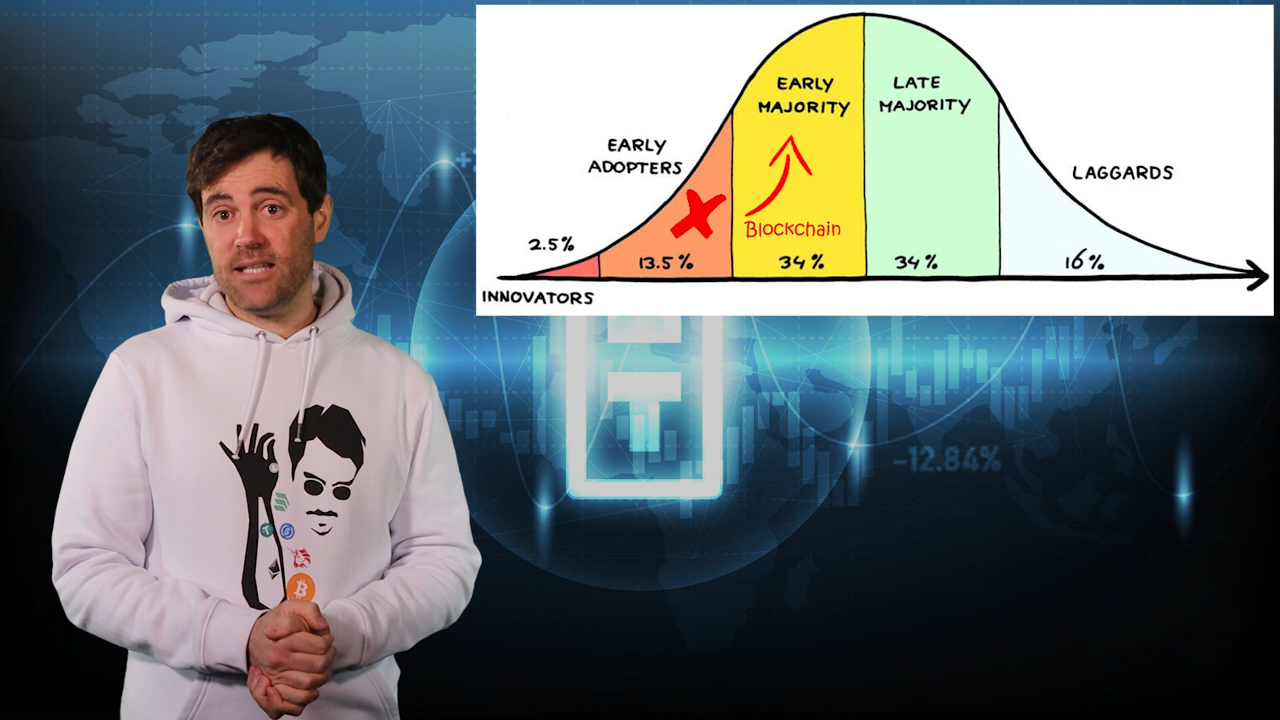 EARLY
MAJORITY
LATE
MAJORITY
EARLY
ADOPTERS
LAGGARDS
Blockchain
2.5%
13.5%
34%
34%
16%
INNOVATORS
-12.84%